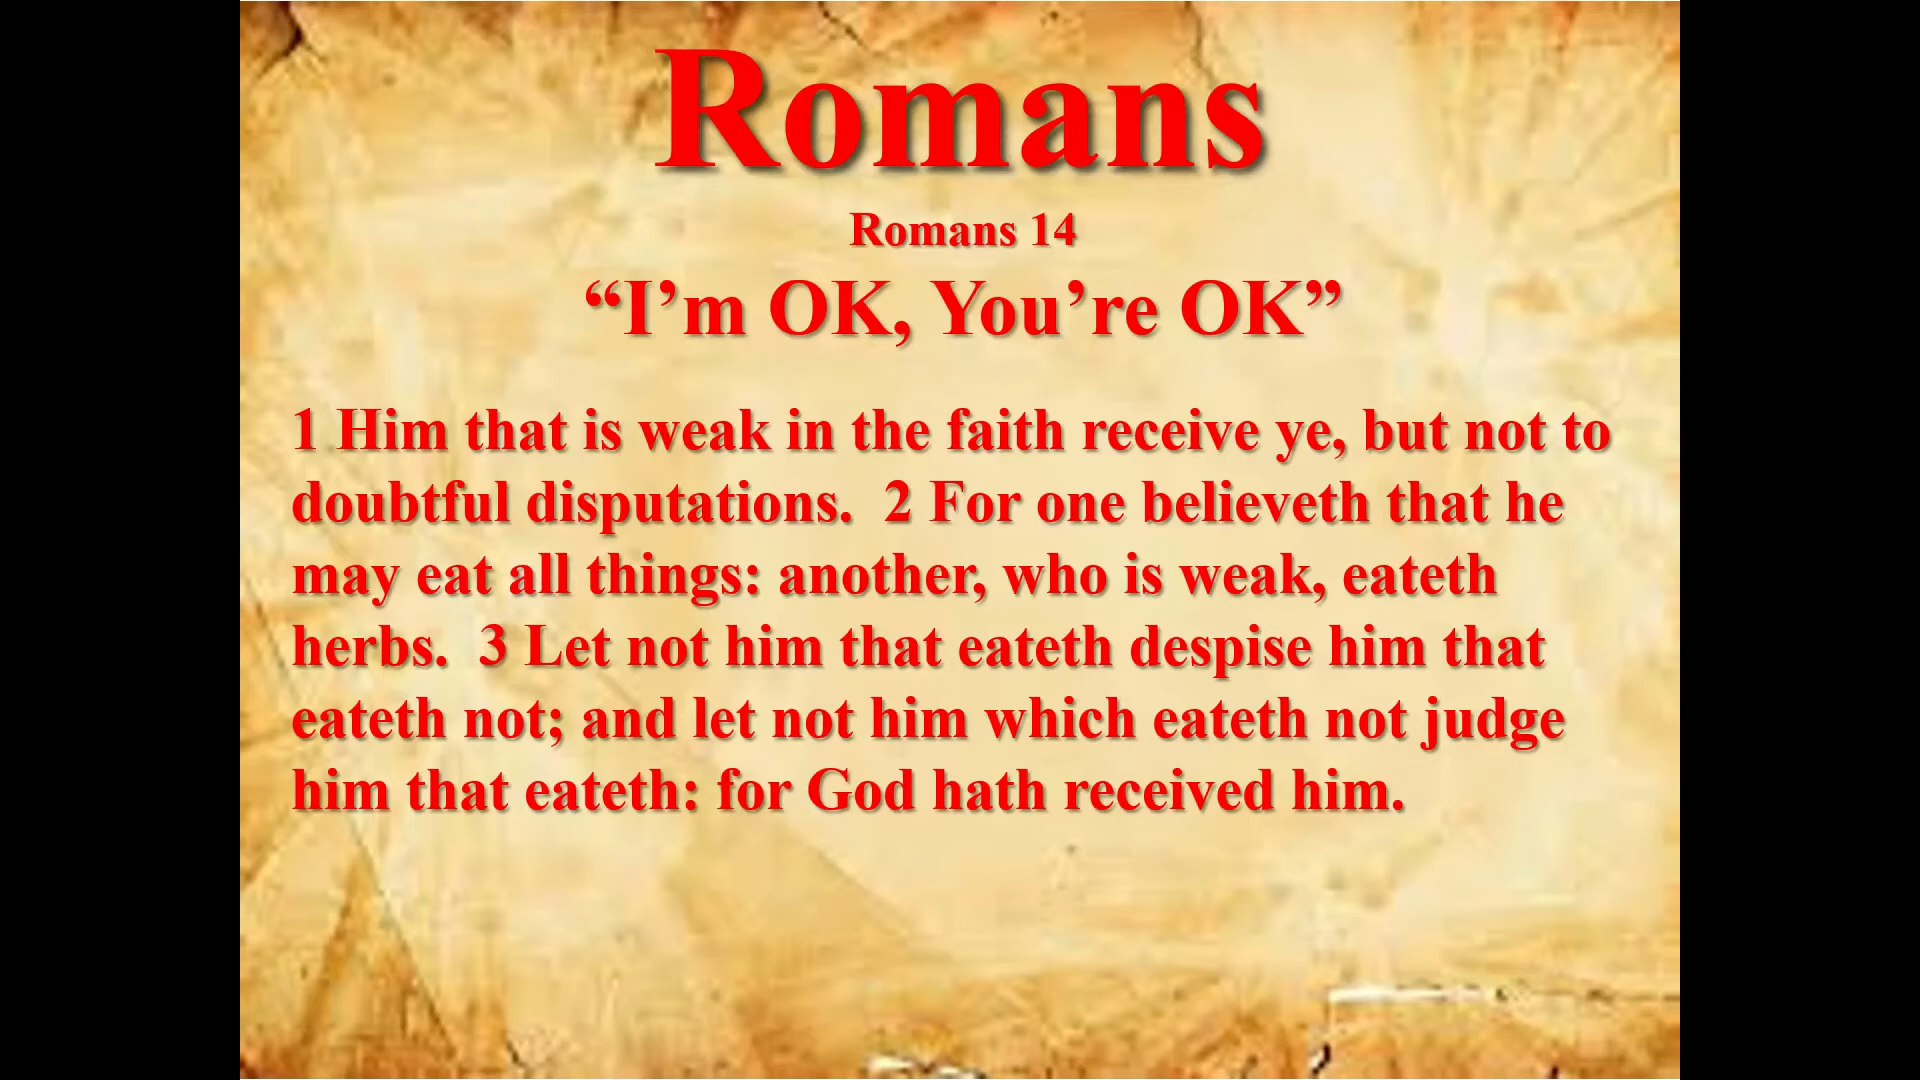 Romans
Romans 14
“I’m OK, You’re OK”
1 Him that is weak in the faith receive ye, but not to
doubtful disputations.  2 For one believeth that he
may eat all things: another, who is weak, eateth
herbs.  3 Let not him that eateth despise him that
eateth not; and let not him which eateth not judge
him that eateth: for God hath received him.